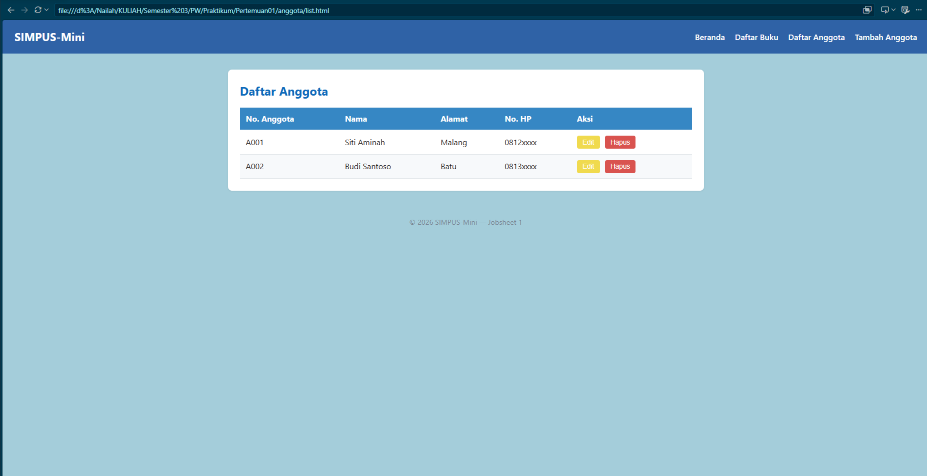 file:///d%3A/Nailah/KULIAH/Semester%203/PW/Praktikum/Pertemuan01/anggota/list.html
SIMPUS-Mini Beranda Daftar Buku Daftar Anggota Tambah Anggota
Daftar Anggota
No. Anggota Nama Alamat No. HP Aksi
A001 Siti Aminah Malang 0812xxxx Edit Hapus
A002 Budi Santoso Batu 0813xxxx Edit Hapus
© 2026 SIMPUS-Mini — Jobsheet 1